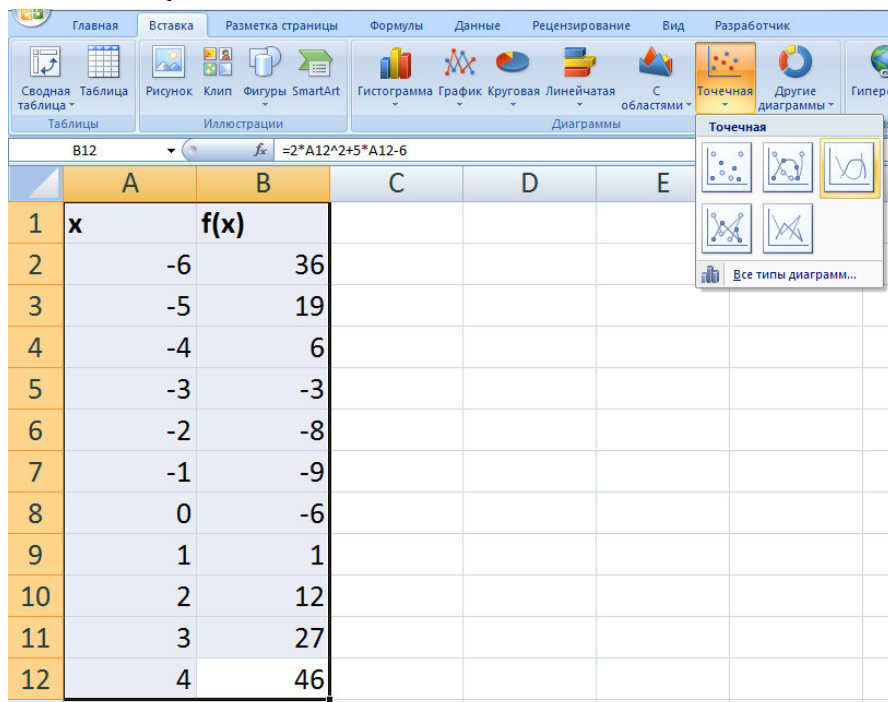 Главная Вставка Разметка страницы Формулы Данные Рецензирование Вид Разработчик
Сводная таблица Таблица Рисунок Клип Фигуры SmartArt Гистограмма График Круговая Линейчатая С областями Точечная Другие диаграммы
Таблицы Иллюстрации Диаграммы
Точечная
B12 fx =2*A12^2+5*A12-6
A B C D E
1 x f(x)
2 -6 36
3 -5 19
4 -4 6
5 -3 -3
6 -2 -8
7 -1 -9
8 0 -6
9 1 1
10 2 12
11 3 27
12 4 46
Все типы диаграмм...